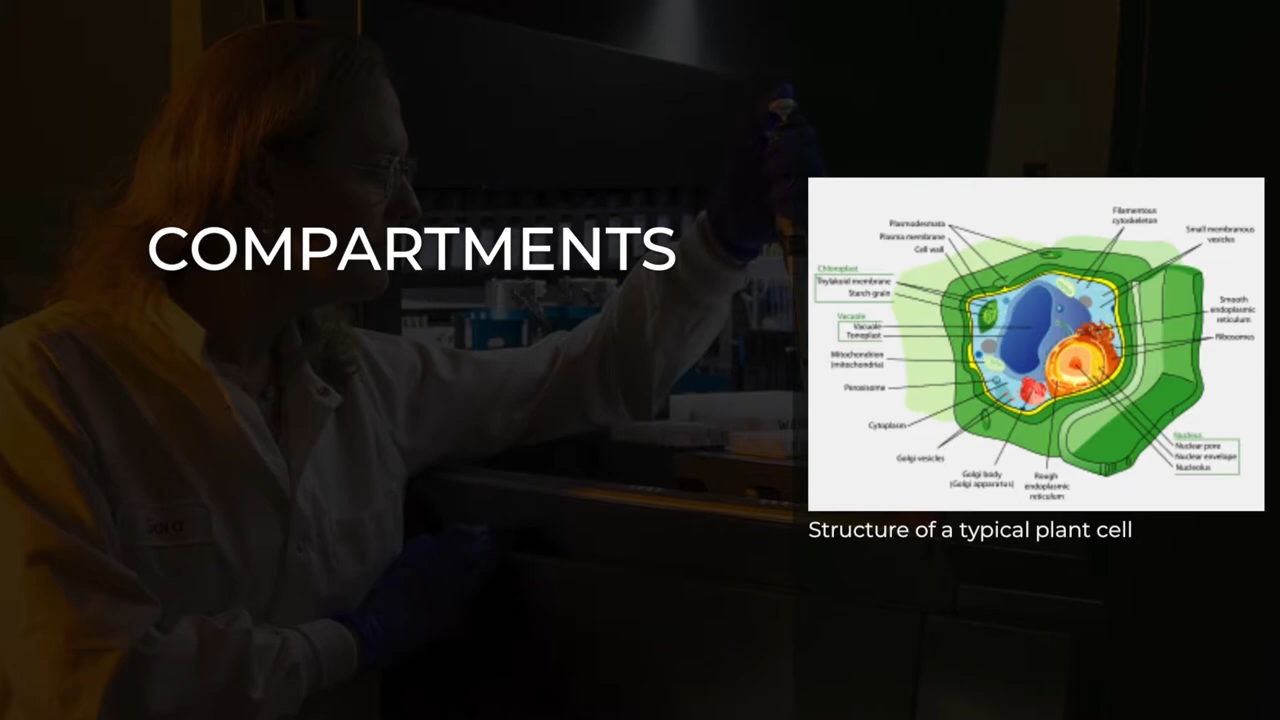 COMPARTMENTS
Filamentous
cytoskeleton
Small membranous
vesicles
Plasmodesmata
Plasma membrane
Cell wall
Chloroplast
Thylakoid membrane
Starch grain
Vacuole
Vacuole
Tonoplast
Mitochondrion
(mitochondria)
Peroxisome
Cytoplasm
Golgi vesicles
Golgi body
(Golgi apparatus)
Rough
endoplasmic
reticulum
Smooth
endoplasmic
reticulum
Ribosomes
Nucleus
Nuclear pore
Nuclear envelope
Nucleolus
Structure of a typical plant cell